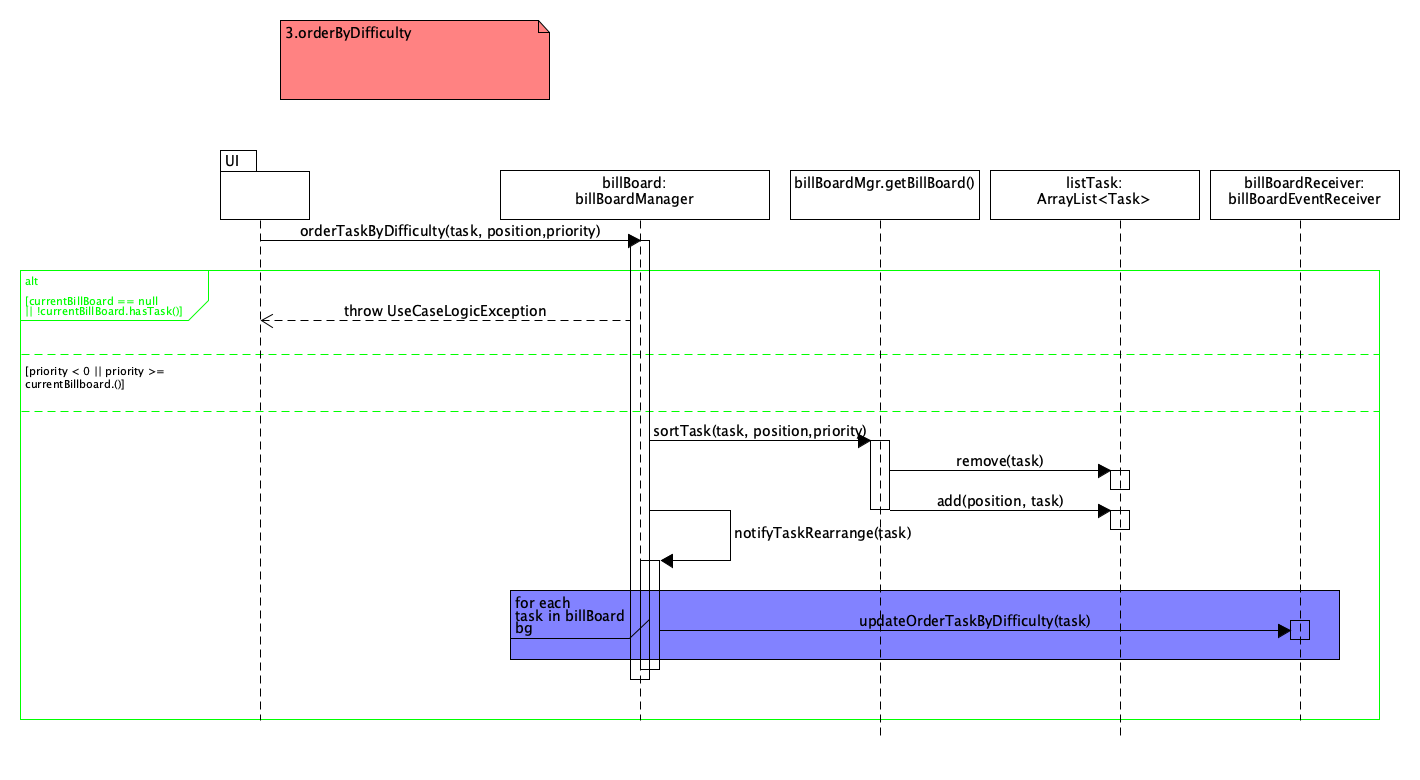 3.orderByDifficulty
UI
billBoard:
billBoardManager
billBoardMgr.getBillBoard()
listTask:
ArrayList<Task>
billBoardReceiver:
billBoardEventReceiver
orderTaskByDifficulty(task, position,priority)
alt
[currentBillBoard == null
|| !currentBillBoard.hasTask()]
throw UseCaseLogicException
[priority < 0 || priority >=
currentBillboard.()]
sortTask(task, position,priority)
remove(task)
add(position, task)
notifyTaskRearrange(task)
for each
task in billBoard
bg
updateOrderTaskByDifficulty(task)